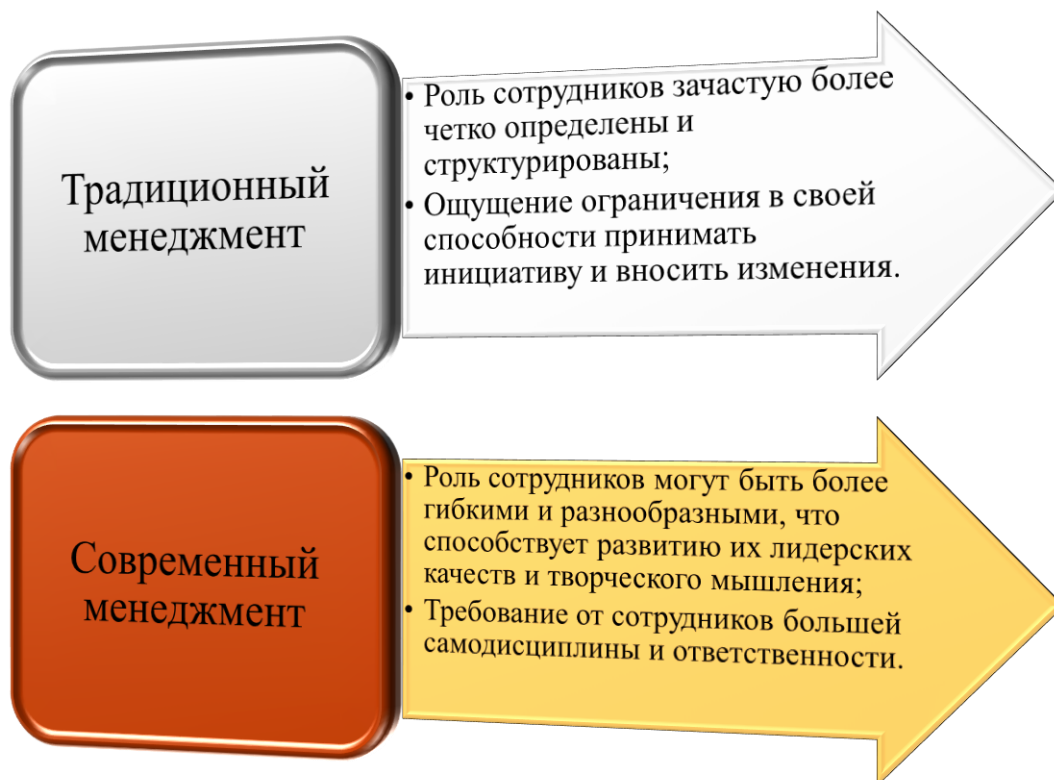 Традиционный
менеджмент
• Роль сотрудников зачастую более
четко определены и
структурированы;
• Ощущение ограничения в своей
способности принимать
инициативу и вносить изменения.
Современный
менеджмент
• Роль сотрудников могут быть более
гибкими и разнообразными, что
способствует развитию их лидерских
качеств и творческого мышления;
• Требование от сотрудников большей
самодисциплины и ответственности.